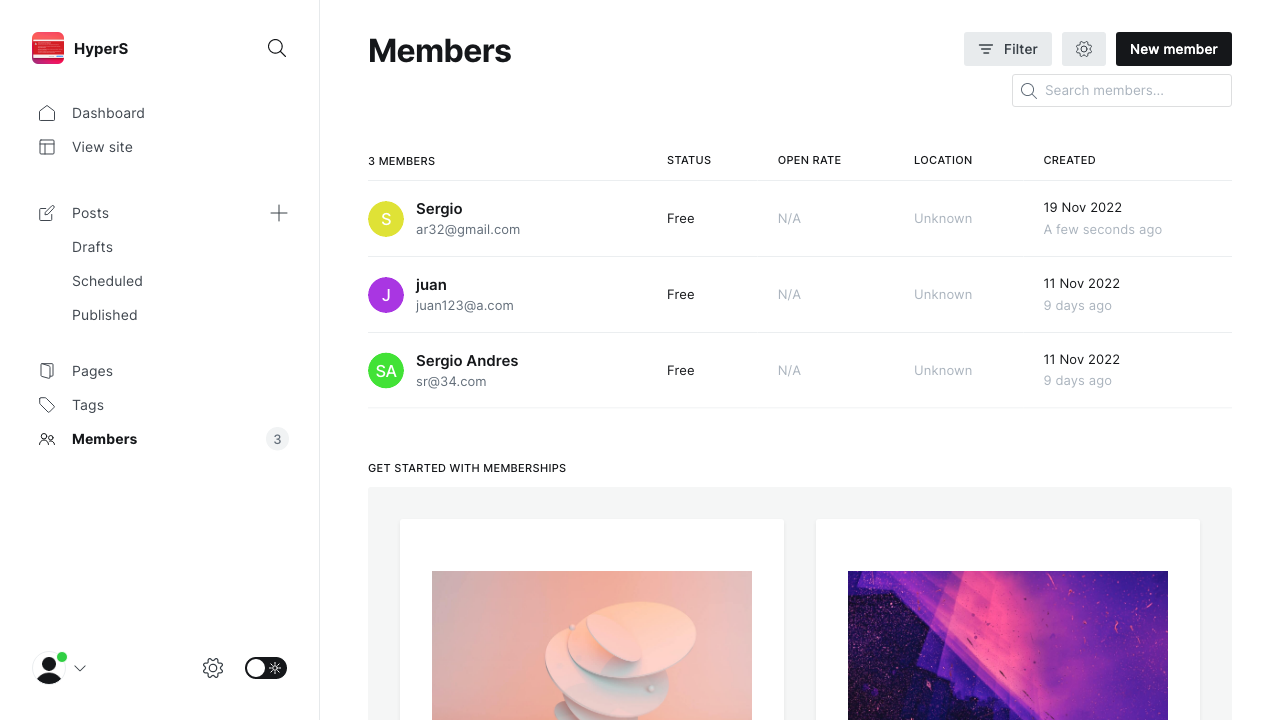 HyperS
Dashboard
View site
Posts
Drafts
Scheduled
Published
Pages
Tags
Members 3
Members
Filter
New member
Search members...
3 MEMBERS STATUS OPEN RATE LOCATION CREATED
S Sergio ar32@gmail.com Free N/A Unknown 19 Nov 2022 A few seconds ago
J juan juan123@a.com Free N/A Unknown 11 Nov 2022 9 days ago
SA Sergio Andres sr@34.com Free N/A Unknown 11 Nov 2022 9 days ago
GET STARTED WITH MEMBERSHIPS